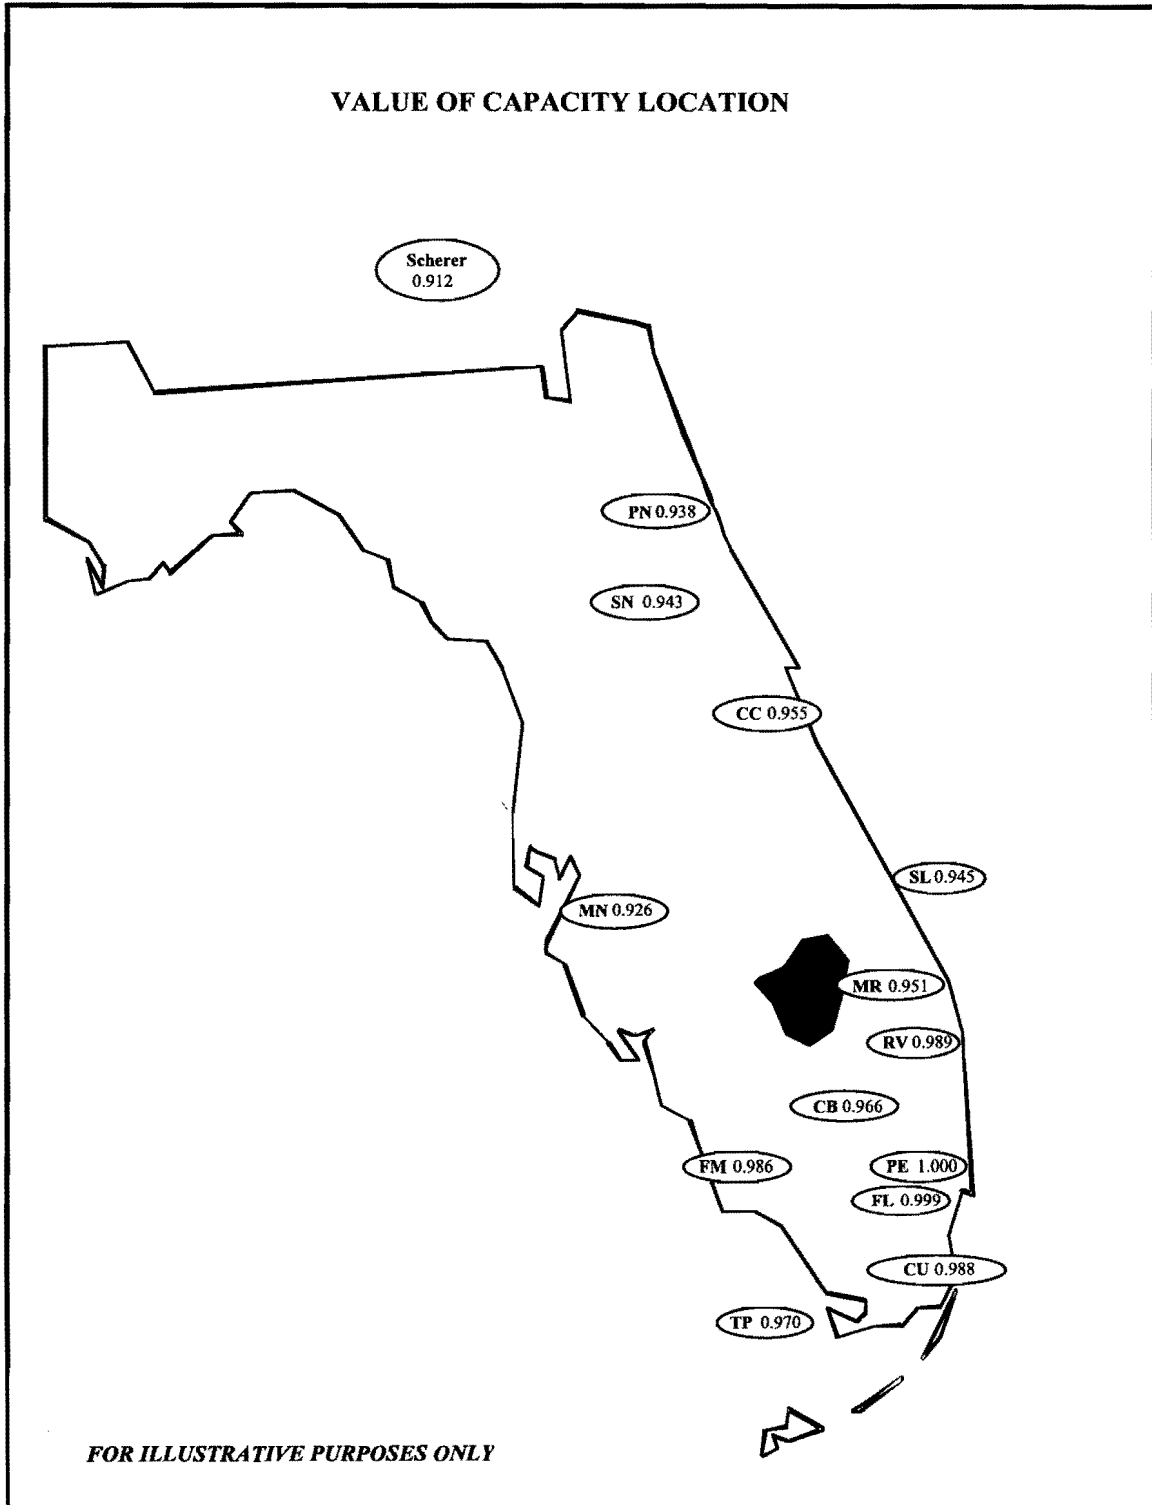 VALUE OF CAPACITY LOCATION
Scherer
0.912
PN 0.938
SN 0.943
CC 0.955
SL 0.945
MN 0.926
MR 0.951
RV 0.989
CB 0.966
FM 0.986
PE 1.000
FL 0.999
CU 0.988
TP 0.970
FOR ILLUSTRATIVE PURPOSES ONLY